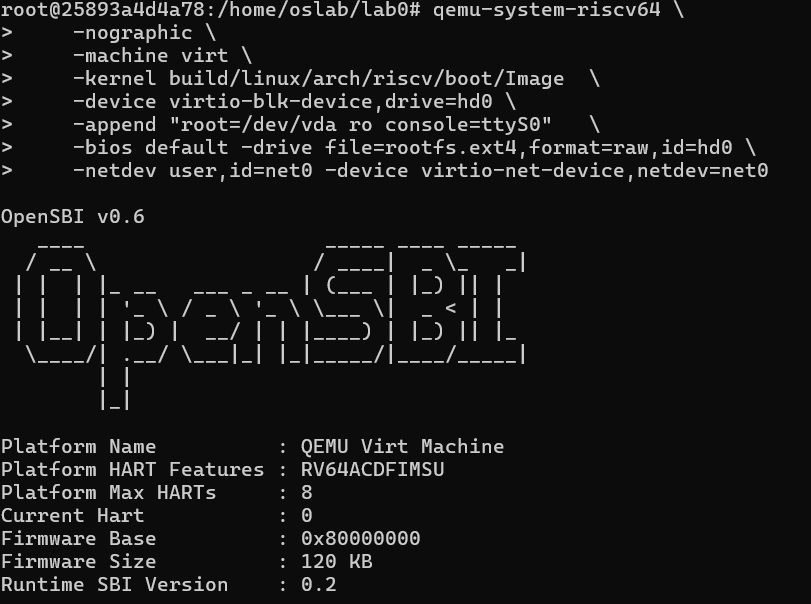 root@25893a4d4a78:/home/oslab/lab0# qemu-system-riscv64 \
>     -nographic \
>     -machine virt \
>     -kernel build/linux/arch/riscv/boot/Image  \
>     -device virtio-blk-device,drive=hd0 \
>     -append "root=/dev/vda ro console=ttyS0"   \
>     -bios default -drive file=rootfs.ext4,format=raw,id=hd0 \
>     -netdev user,id=net0 -device virtio-net-device,netdev=net0

OpenSBI v0.6
   ____                    _____ ____ _____
  / __ \                  / ____|  _ \_   _|
 | |  | |_ __   ___ _ __ | (___ | |_) || |
 | |  | | '_ \ / _ \ '_ \ \___ \|  _ < | |
 | |__| | |_) |  __/ | | |____) | |_) || |_
  \____/| .__/ \___|_| |_|_____/|____/_____|
        | |
        |_|

Platform Name          : QEMU Virt Machine
Platform HART Features : RV64ACDFIMSU
Platform Max HARTs     : 8
Current Hart           : 0
Firmware Base          : 0x80000000
Firmware Size          : 120 KB
Runtime SBI Version    : 0.2